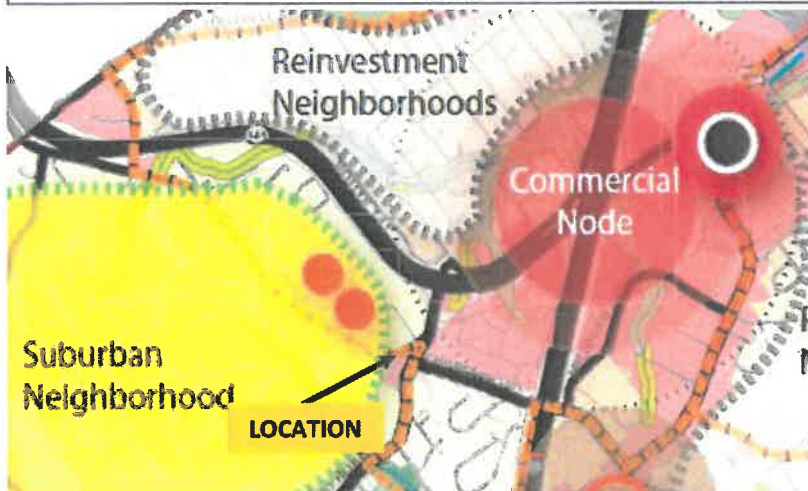 Reinvestment
Neighborhoods
Commercial
Node
Suburban
Neighborhood
LOCATION